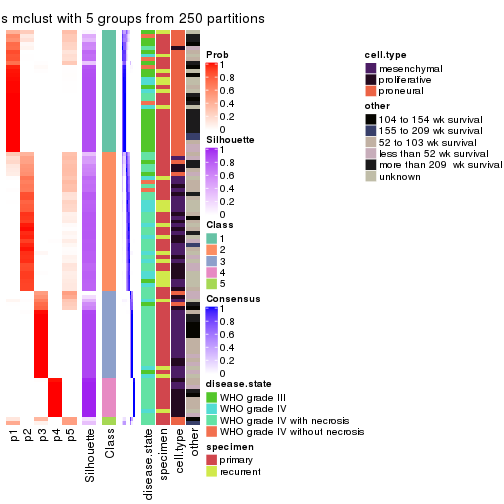 s mclust with 5 groups from 250 partitions
Prob
1
0.8
0.6
0.4
0.2
0
Silhouette
1
0.8
0.6
0.4
0.2
0
Class
1
2
3
4
5
Consensus
1
0.8
0.6
0.4
0.2
0
disease.state
WHO grade III
WHO grade IV
WHO grade IV with necrosis
WHO grade IV without necrosis
specimen
primary
recurrent
cell.type
mesenchymal
proliferative
proneural
other
104 to 154 wk survival
155 to 209 wk survival
52 to 103 wk survival
less than 52 wk survival
more than 209 wk survival
unknown
p1
p2
p3
p4
p5
Silhouette
Class
disease.state
specimen
cell.type
other